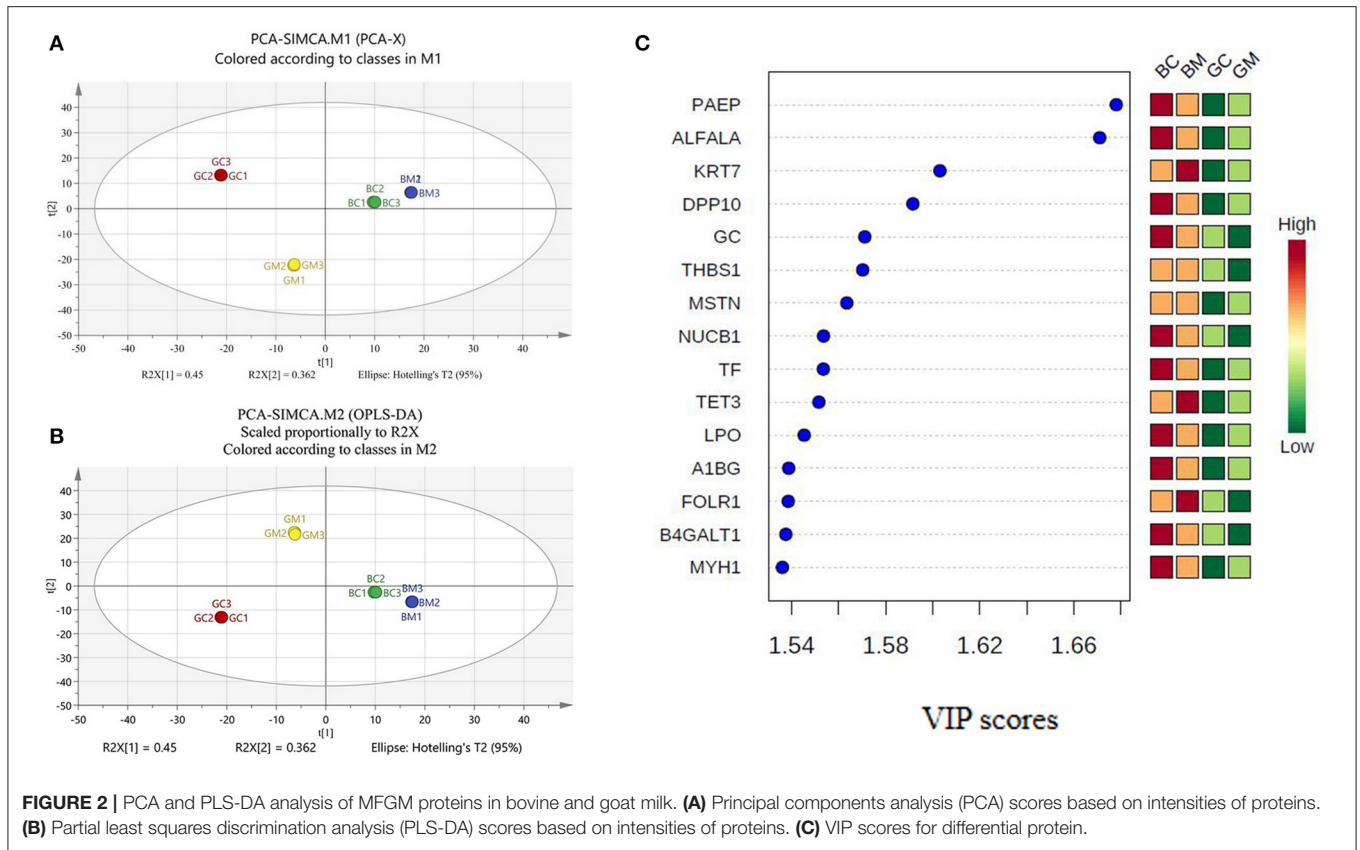 A
PCA-SIMCA.M1 (PCA-X)
Colored according to classes in M1
40
30
20
10
0
-10
-20
-30
-40
-50
t[2]
GC3
GC2 GC1
BC2
BC1 BC3
BM2
BM3
GM2 GM3
GM1
-50 -40 -30 -20 -10 0 10 20 30 40
t[1]
R2X[1] = 0.45 R2X[2] = 0.362 Ellipse: Hotelling's T2 (95%)
B
PCA-SIMCA.M2 (OPLS-DA)
Scaled proportionally to R2X
Colored according to classes in M2
40
30
20
10
0
-10
-20
-30
-40
-50
t[2]
GM1
GM2 GM3
BC2
BC1 BC3
BM3
BM2
BM1
GC3
GC2 GC1
-50 -40 -30 -20 -10 0 10 20 30 40
t[1]
R2X[1] = 0.45 R2X[2] = 0.362 Ellipse: Hotelling's T2 (95%)
C
BC BM GC GM
PAEP
ALFALA
KRT7
DPP10
GC
THBS1
MSTN
NUCB1
TF
TET3
LPO
A1BG
FOLR1
B4GALT1
MYH1
1.54 1.58 1.62 1.66
VIP scores
High
Low
FIGURE 2 | PCA and PLS-DA analysis of MFGM proteins in bovine and goat milk. (A) Principal components analysis (PCA) scores based on intensities of proteins.
(B) Partial least squares discrimination analysis (PLS-DA) scores based on intensities of proteins. (C) VIP scores for differential protein.